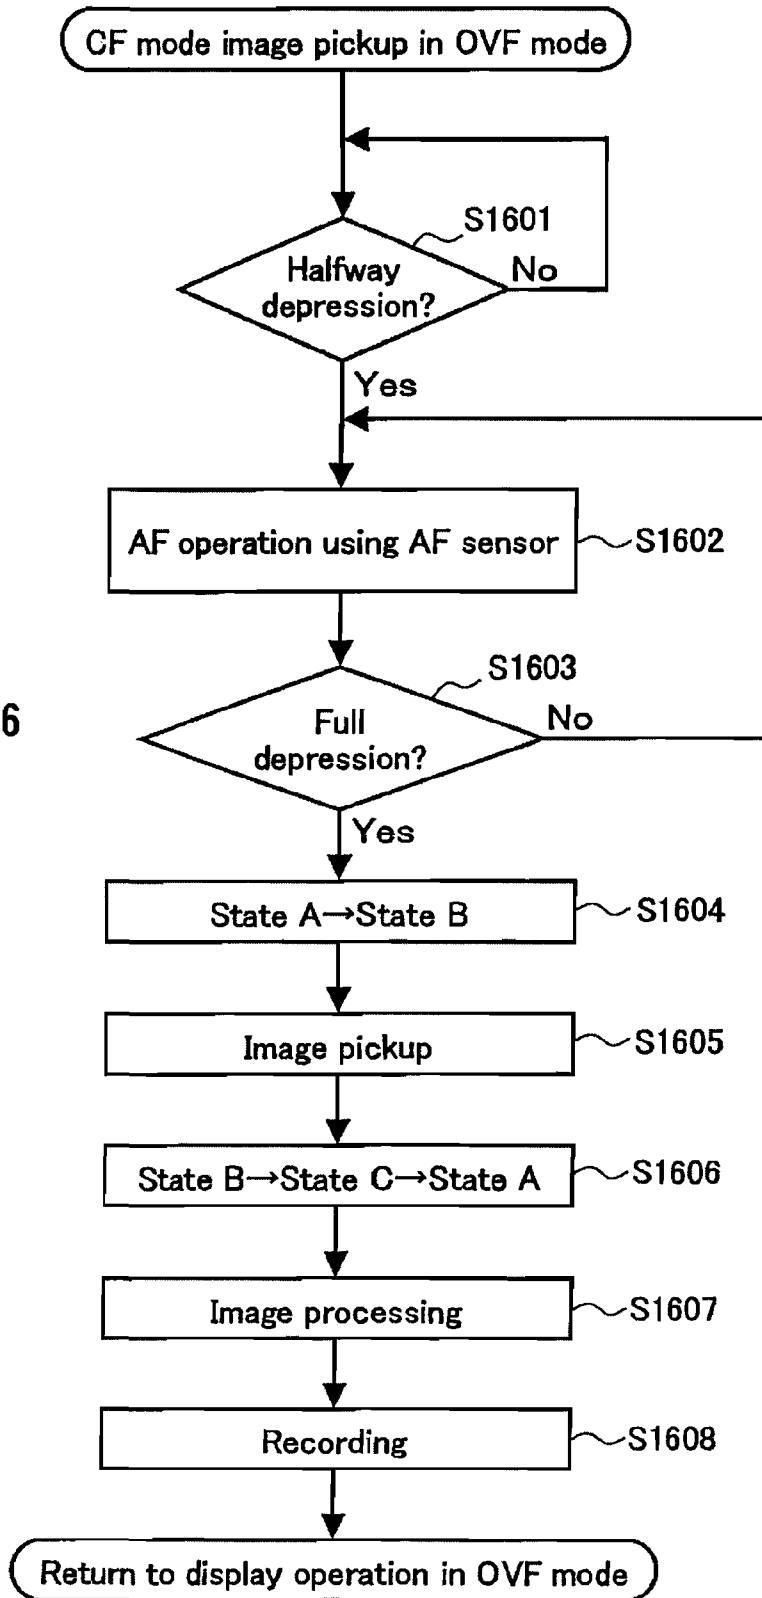 CF mode image pickup in OVF mode
S1601
Halfway
depression?
No
Yes
AF operation using AF sensor
S1602
S1603
6
Full
depression?
No
Yes
State A→State B
S1604
Image pickup
S1605
State B→State C→State A
S1606
Image processing
S1607
Recording
S1608
Return to display operation in OVF mode